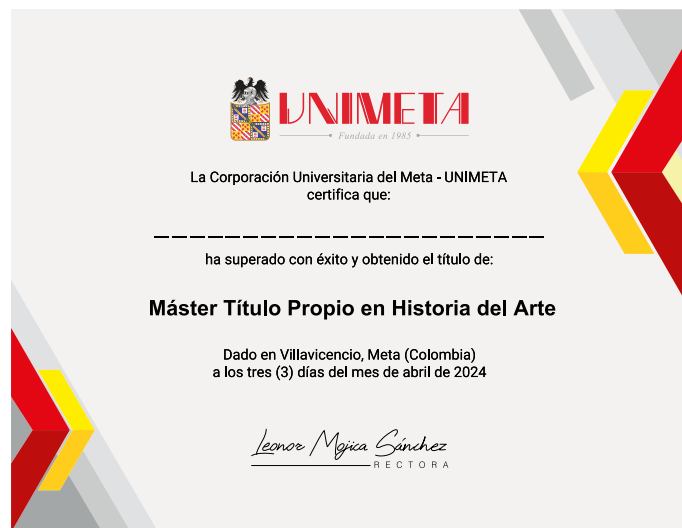 UNIMETA
Fundada en 1985
La Corporación Universitaria del Meta - UNIMETA
certifica que:
ha superado con éxito y obtenido el título de:
Máster Título Propio en Historia del Arte
Dado en Villavicencio, Meta (Colombia)
a los tres (3) días del mes de abril de 2024
Leonor Mojica Sánchez
RECTORA